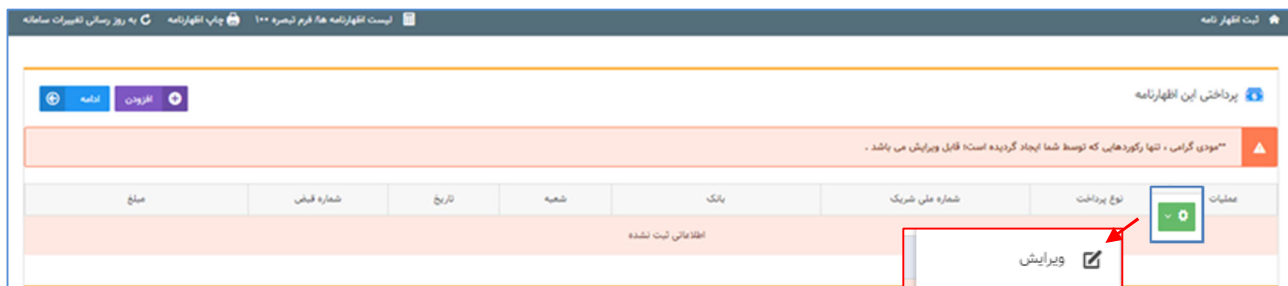 ثبت اظهار نامه
لیست اظهارنامه ها/ فرم تبصره ۱۰۰
چاپ اظهارنامه
به روز رسانی تغییرات سامانه
پرداختی این اظهارنامه
افزودن
ادامه
**مودی گرامی ، تنها رکوردهایی که توسط شما ایجاد گردیده است؛ قابل ویرایش می باشد .
عملیات نوع پرداخت شماره ملی شریک بانک شعبه تاریخ شماره قبض مبلغ
اطلاعاتی ثبت نشده
ویرایش